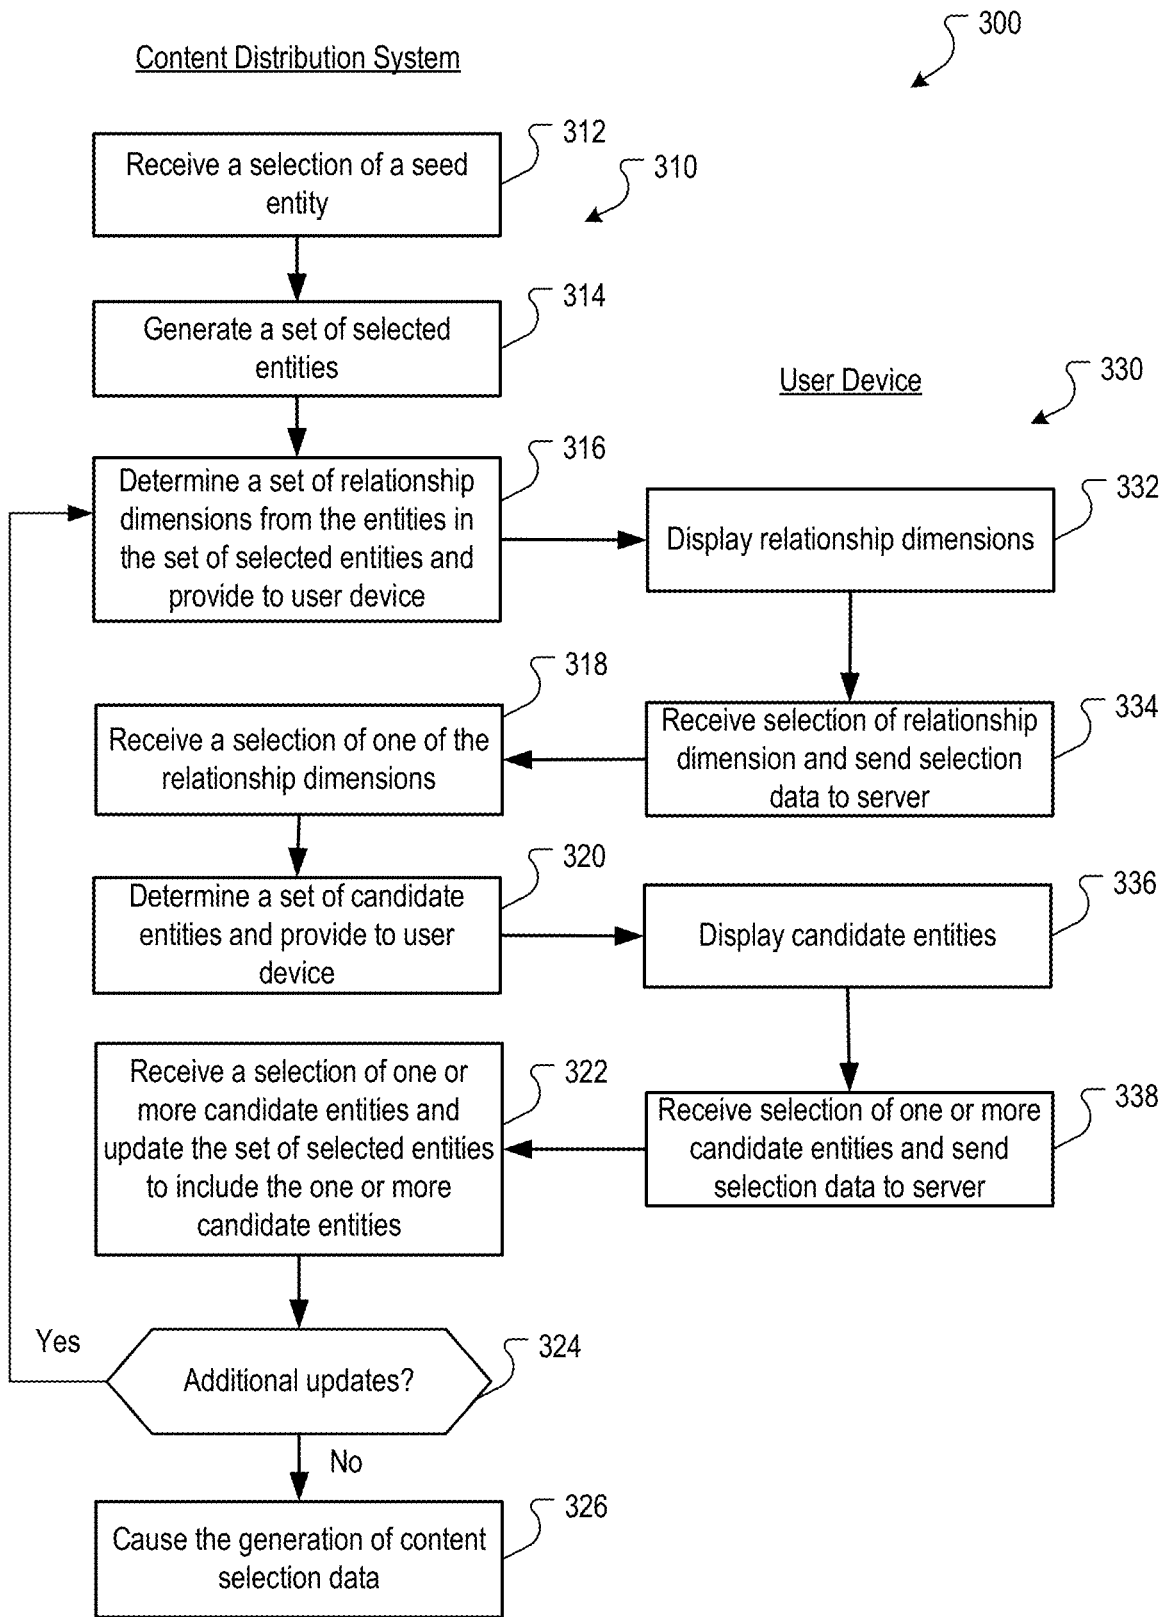 300
Content Distribution System
312
Receive a selection of a seed
entity
310
314
Generate a set of selected
entities
User Device
330
316
Determine a set of relationship
dimensions from the entities in
the set of selected entities and
provide to user device
332
Display relationship dimensions
318
Receive a selection of one of the
relationship dimensions
334
Receive selection of relationship
dimension and send selection
data to server
320
Determine a set of candidate
entities and provide to user
device
336
Display candidate entities
322
Receive a selection of one or
more candidate entities and
update the set of selected entities
to include the one or more
candidate entities
338
Receive selection of one or more
candidate entities and send
selection data to server
Yes
324
Additional updates?
No
326
Cause the generation of content
selection data